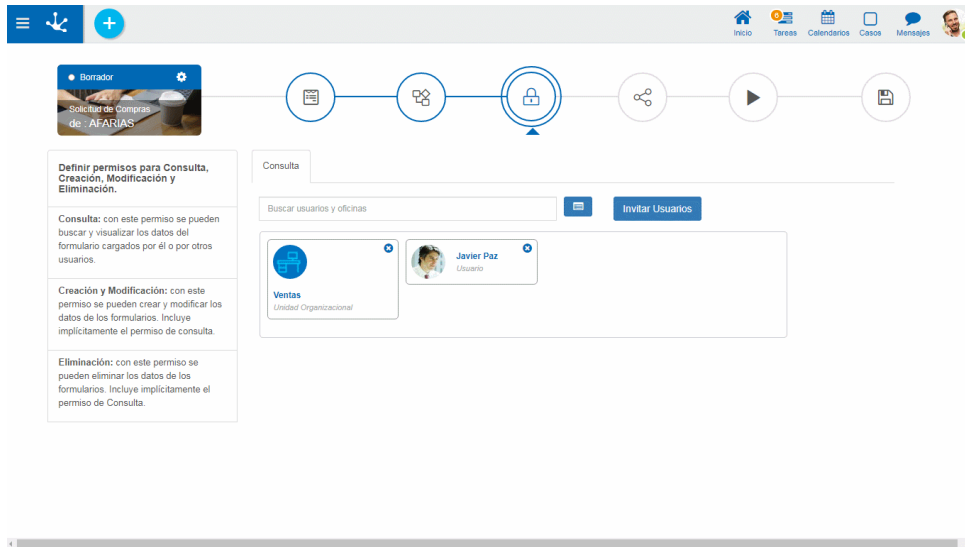 6
Inicio
Tareas
Calendarios
Casos
Mensajes
Borrador
Solicitud de Compras
de : AFARIAS
Definir permisos para Consulta,
Creación, Modificación y
Eliminación.
Consulta: con este permiso se pueden
buscar y visualizar los datos del
formulario cargados por él o por otros
usuarios.
Creación y Modificación: con este
permiso se pueden crear y modificar los
datos de los formularios. Incluye
implícitamente el permiso de consulta.
Eliminación: con este permiso se
pueden eliminar los datos de los
formularios. Incluye implícitamente el
permiso de Consulta.
Consulta
Buscar usuarios y oficinas
Invitar Usuarios
Ventas
Unidad Organizacional
Javier Paz
Usuario